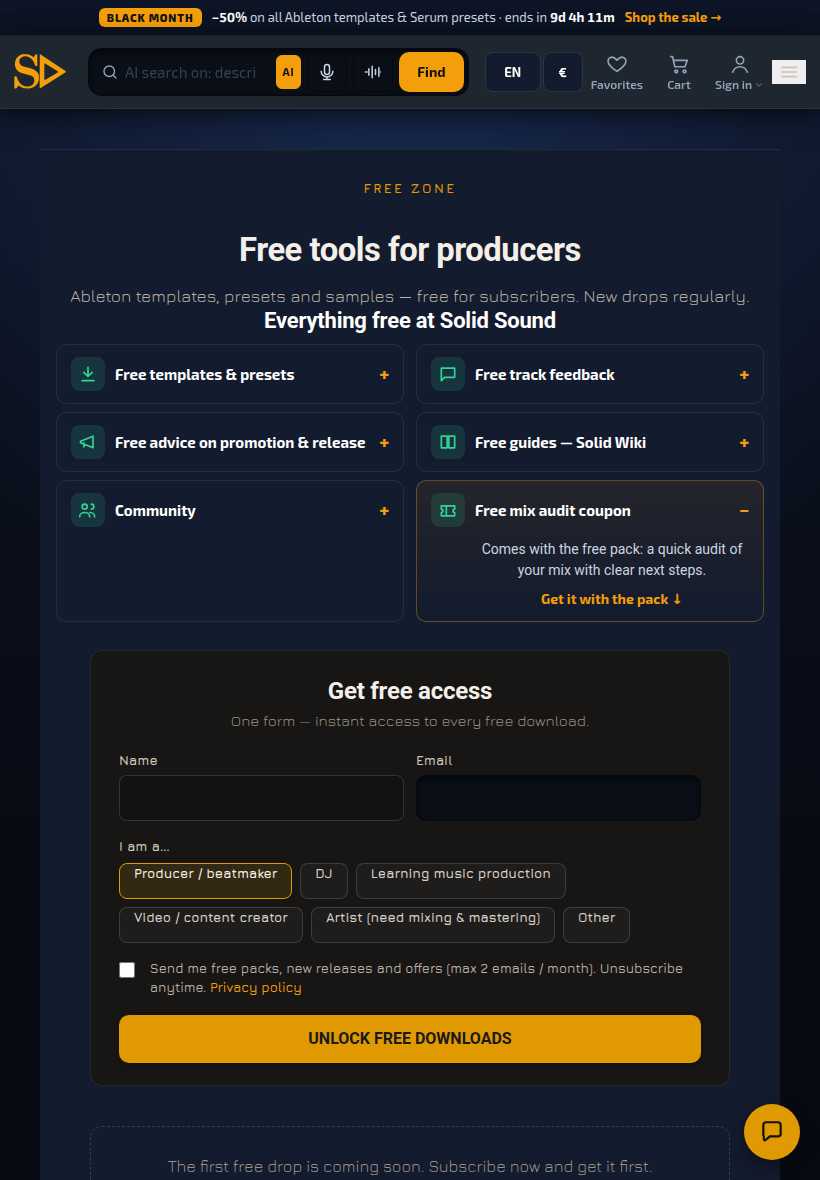 BLACK MONTH −50% on all Ableton templates & Serum presets · ends in 9d 4h 11m Shop the sale →
S AI search on: descri AI Find EN € Favorites Cart Sign in
FREE ZONE
Free tools for producers
Ableton templates, presets and samples — free for subscribers. New drops regularly.
Everything free at Solid Sound
Free templates & presets +
Free track feedback +
Free advice on promotion & release +
Free guides — Solid Wiki +
Community +
Free mix audit coupon −
Comes with the free pack: a quick audit of
your mix with clear next steps.
Get it with the pack ↓
Get free access
One form — instant access to every free download.
Name Email
I am a...
Producer / beatmaker DJ Learning music production
Video / content creator Artist (need mixing & mastering) Other
Send me free packs, new releases and offers (max 2 emails / month). Unsubscribe
anytime. Privacy policy
UNLOCK FREE DOWNLOADS
The first free drop is coming soon. Subscribe now and get it first.